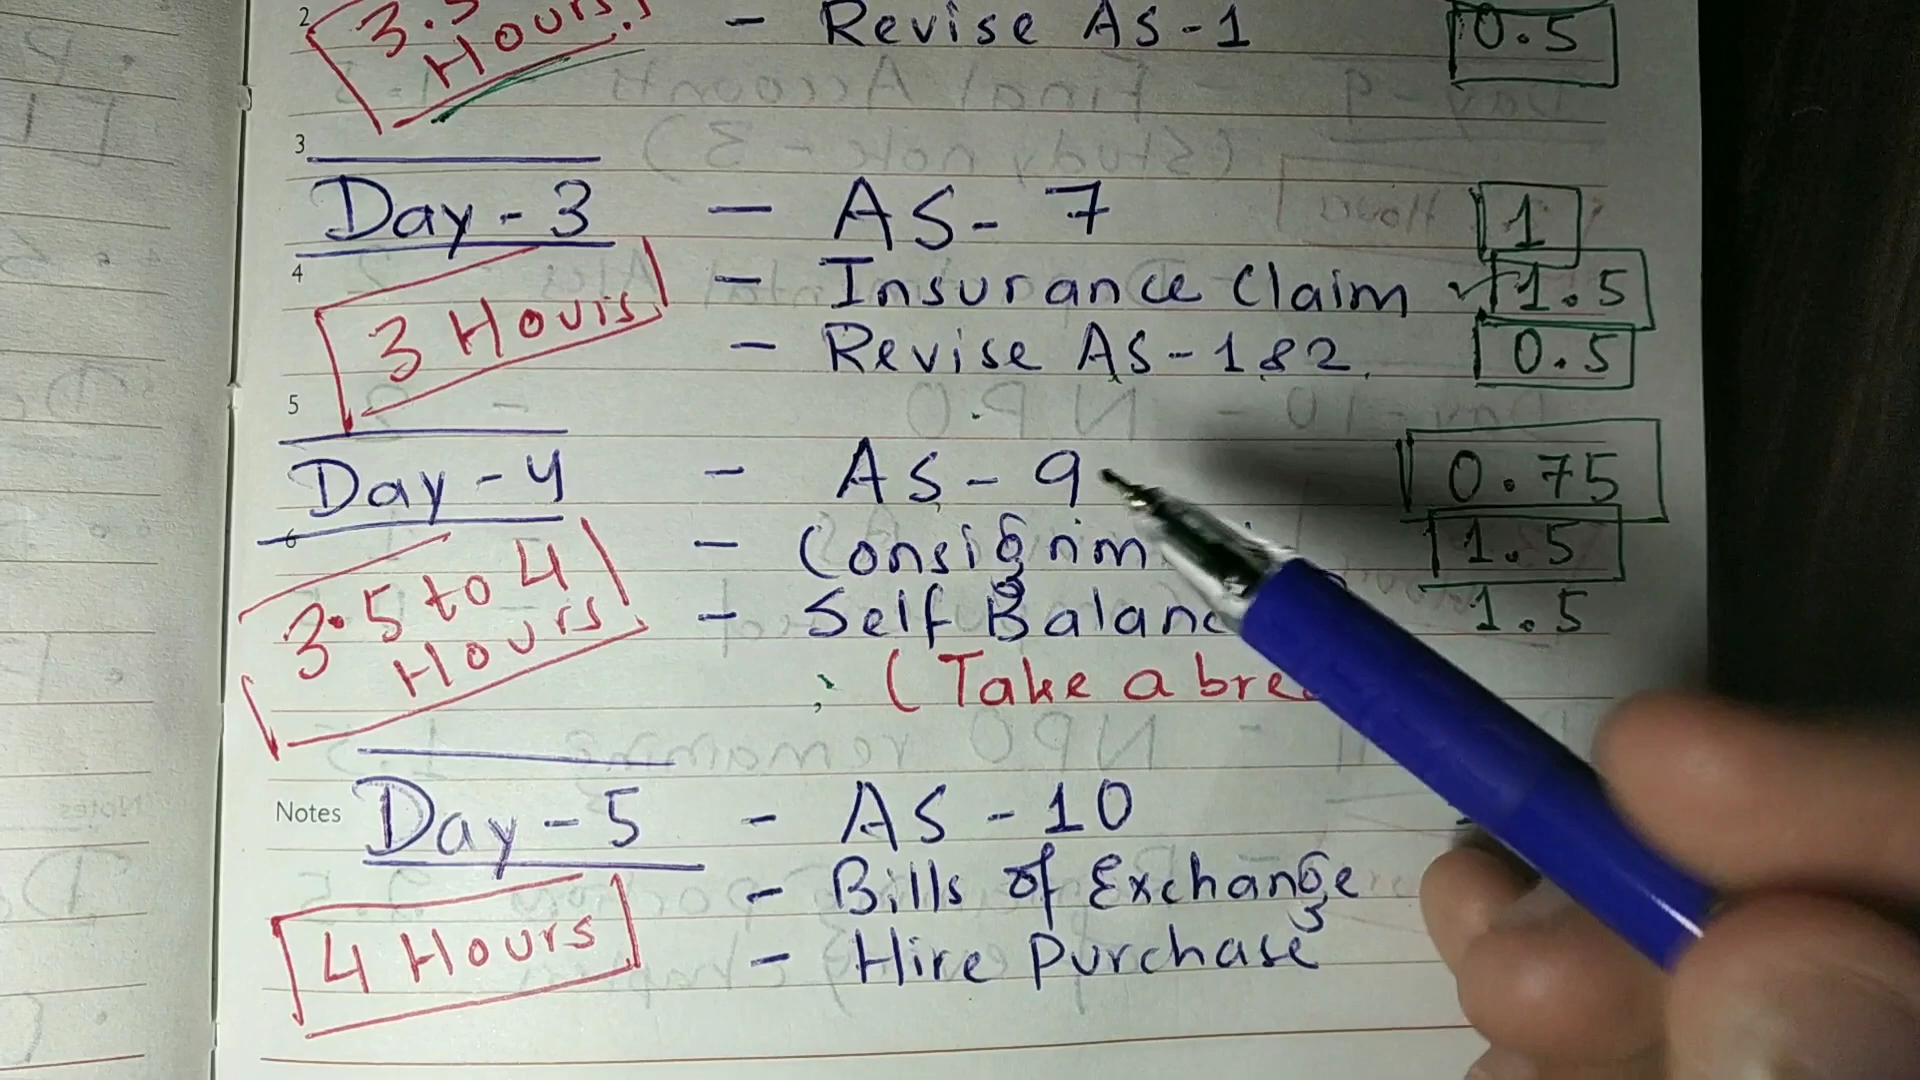 2
3.5
Hours
- Revise AS-1 0.5
3
Day-3 - AS-7 1
4
3 Hours
- Insurance Claim 1.5
- Revise AS-1&2 0.5
5
Day-4 - AS-9 0.75
6
3.5 to 4
Hours
- Consignm 1.5
- Self Balanc 1.5
(Take a bre
Notes
Day-5 - AS-10
4 Hours
- Bills of Exchange
- Hire Purchase